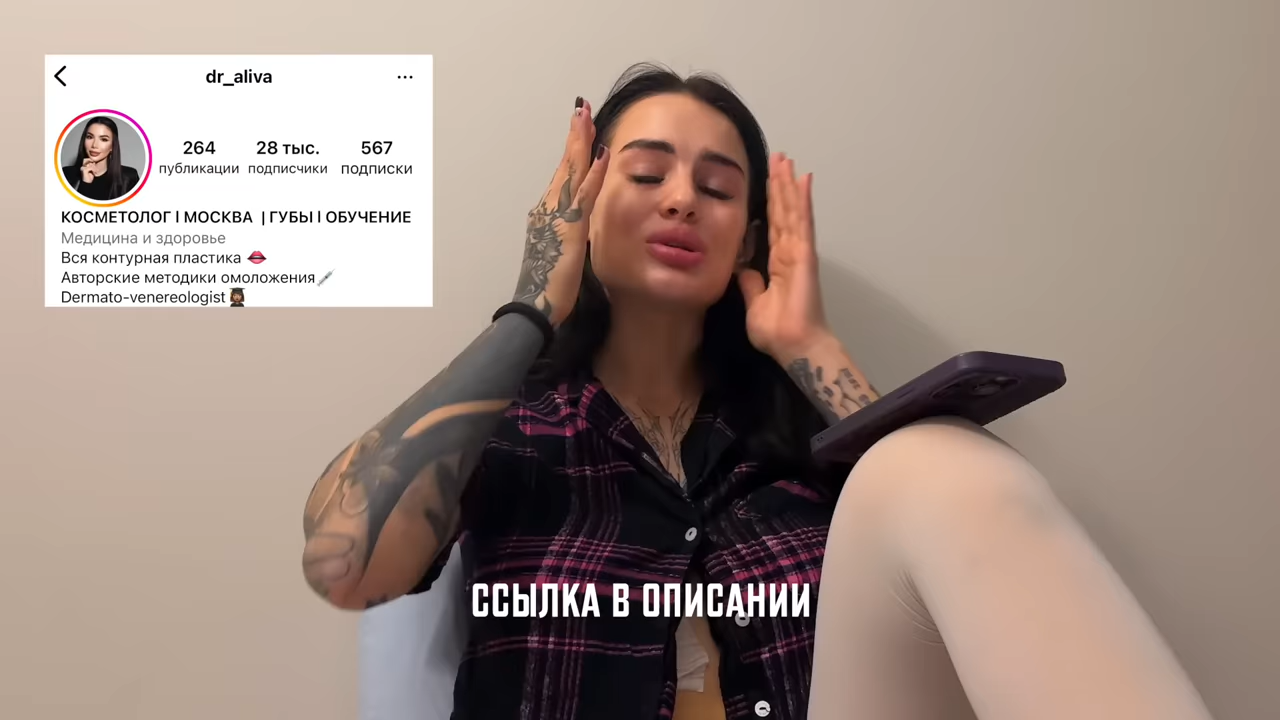 dr_aliva
264 28 тыс. 567
публикации подписчики подписки
КОСМЕТОЛОГ | МОСКВА | ГУБЫ | ОБУЧЕНИЕ
Медицина и здоровье
Вся контурная пластика
Авторские методики омоложения
Dermato-venereologist
ССЫЛКА В ОПИСАНИИ